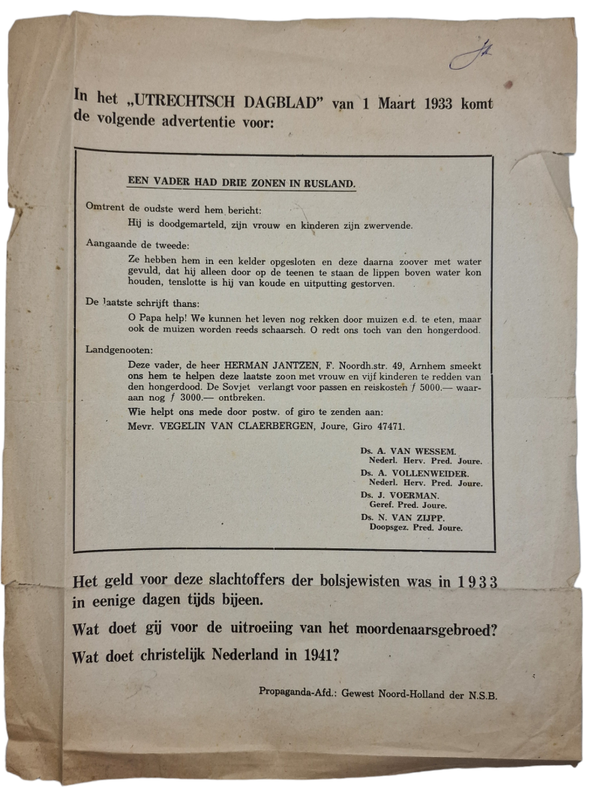 In het „UTRECHTSCH DAGBLAD” van 1 Maart 1933 komt
de volgende advertentie voor:
EEN VADER HAD DRIE ZONEN IN RUSLAND.
Omtrent de oudste werd hem bericht:
Hij is doodgemarteld, zijn vrouw en kinderen zijn zwervende.
Aangaande de tweede:
Ze hebben hem in een kelder opgesloten en deze daarna zoover met water
gevuld, dat hij alleen door op de teenen te staan de lippen boven water kon
houden, tenslotte is hij van koude en uitputting gestorven.
De laatste schrijft thans:
O Papa help! We kunnen het leven nog rekken door muizen e.d. te eten, maar
ook de muizen worden reeds schaarsch. O redt ons toch van den hongerdood.
Landgenooten:
Deze vader, de heer HERMAN JANTZEN, F. Noordh.str. 49, Arnhem smeekt
ons hem te helpen deze laatste zoon met vrouw en vijf kinderen te redden van
den hongerdood. De Sovjet verlangt voor passen en reiskosten ƒ 5000.— waar-
aan nog ƒ 3000.— ontbreken.
Wie helpt ons mede door postw. of giro te zenden aan:
Mevr. VEGELIN VAN CLAERBERGEN, Joure, Giro 47471.
Ds. A. VAN WESSEM.
Nederl. Herv. Pred. Joure.
Ds. A. VOLLENWEIDER.
Nederl. Herv. Pred. Joure.
Ds. J. VOERMAN.
Geref. Pred. Joure.
Ds. N. VAN ZIJPP.
Doopsgez. Pred. Joure.
Het geld voor deze slachtoffers der bolsjewisten was in 1933
in eenige dagen tijds bijeen.
Wat doet gij voor de uitroeiing van het moordenaarsgebroed?
Wat doet christelijk Nederland in 1941?
Propaganda-Afd.: Gewest Noord-Holland der N.S.B.